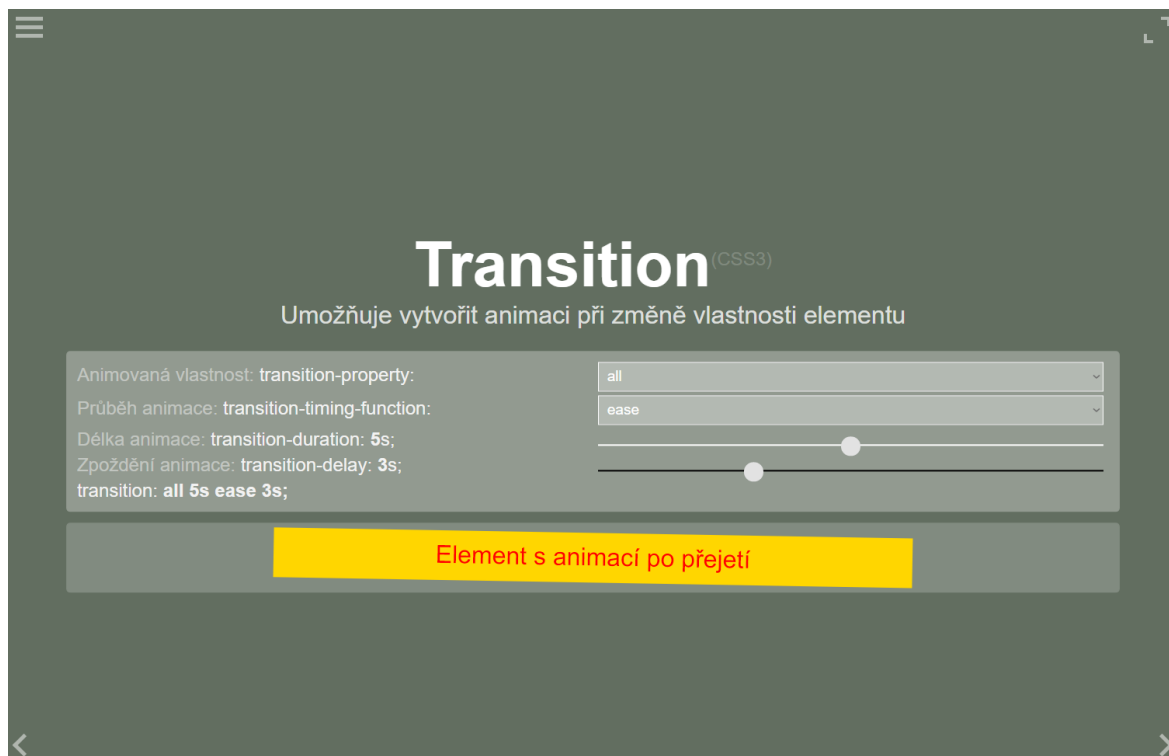 Transition (CSS3)
Umožňuje vytvořit animaci při změně vlastnosti elementu
Animovaná vlastnost: transition-property: all
Průběh animace: transition-timing-function: ease
Délka animace: transition-duration: 5s;
Zpoždění animace: transition-delay: 3s;
transition: all 5s ease 3s;
Element s animací po přejetí